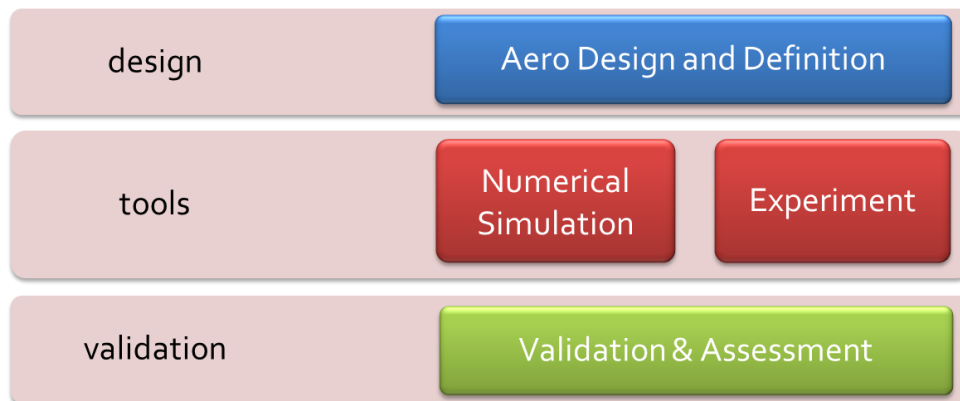 design
Aero Design and Definition
tools
Numerical
Simulation
Experiment
validation
Validation & Assessment